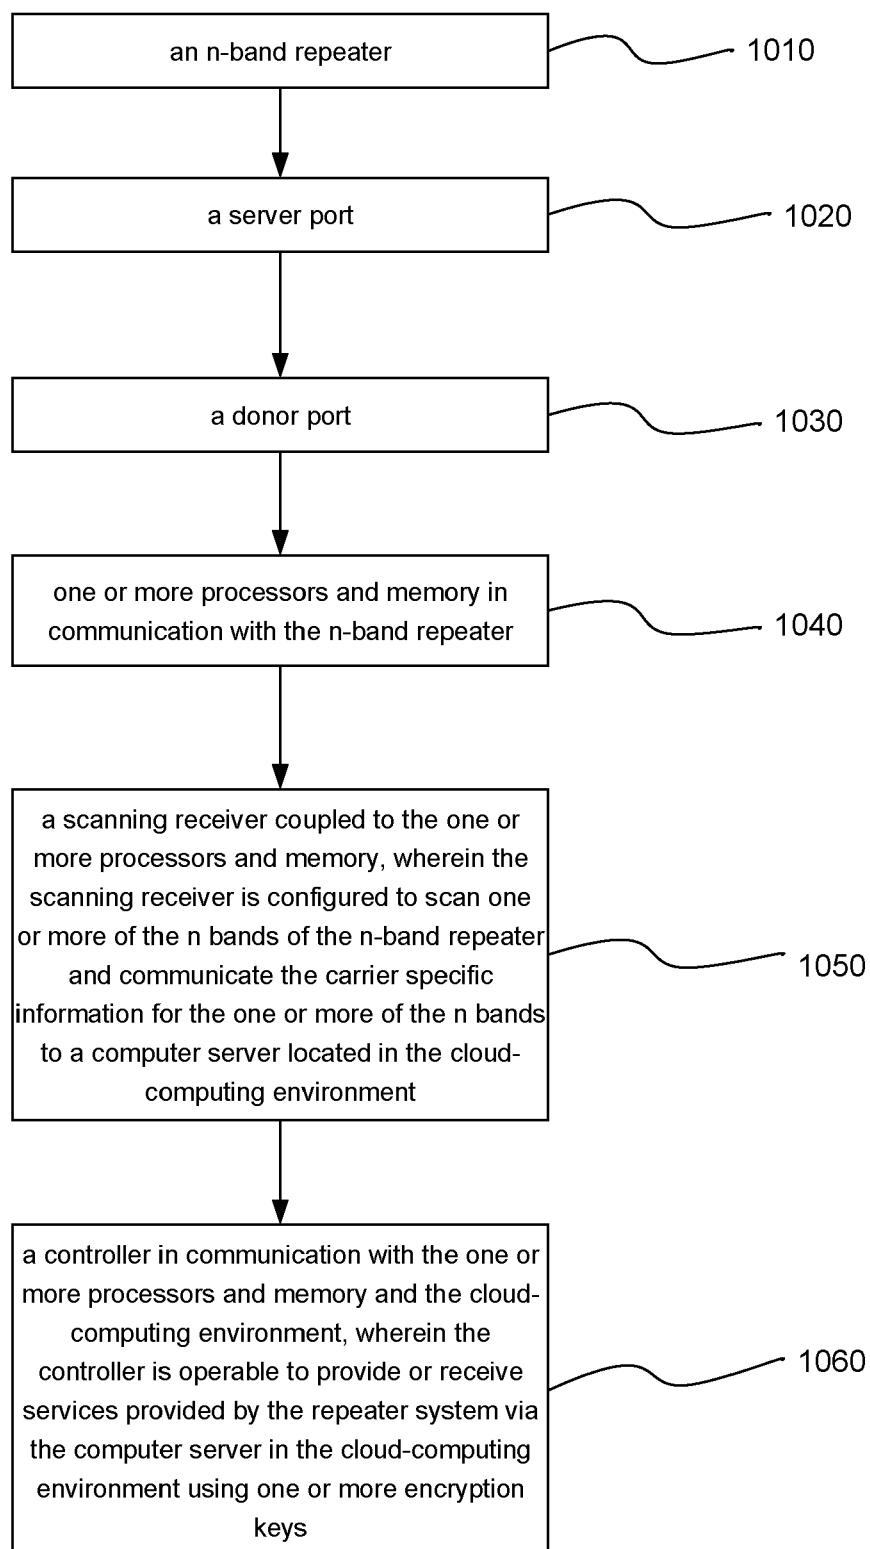 an n-band repeater
1010
a server port
1020
a donor port
1030
one or more processors and memory in
communication with the n-band repeater
1040
a scanning receiver coupled to the one or
more processors and memory, wherein the
scanning receiver is configured to scan one
or more of the n bands of the n-band repeater
and communicate the carrier specific
information for the one or more of the n bands
to a computer server located in the cloud-
computing environment
1050
a controller in communication with the one or
more processors and memory and the cloud-
computing environment, wherein the
controller is operable to provide or receive
services provided by the repeater system via
the computer server in the cloud-computing
environment using one or more encryption
keys
1060